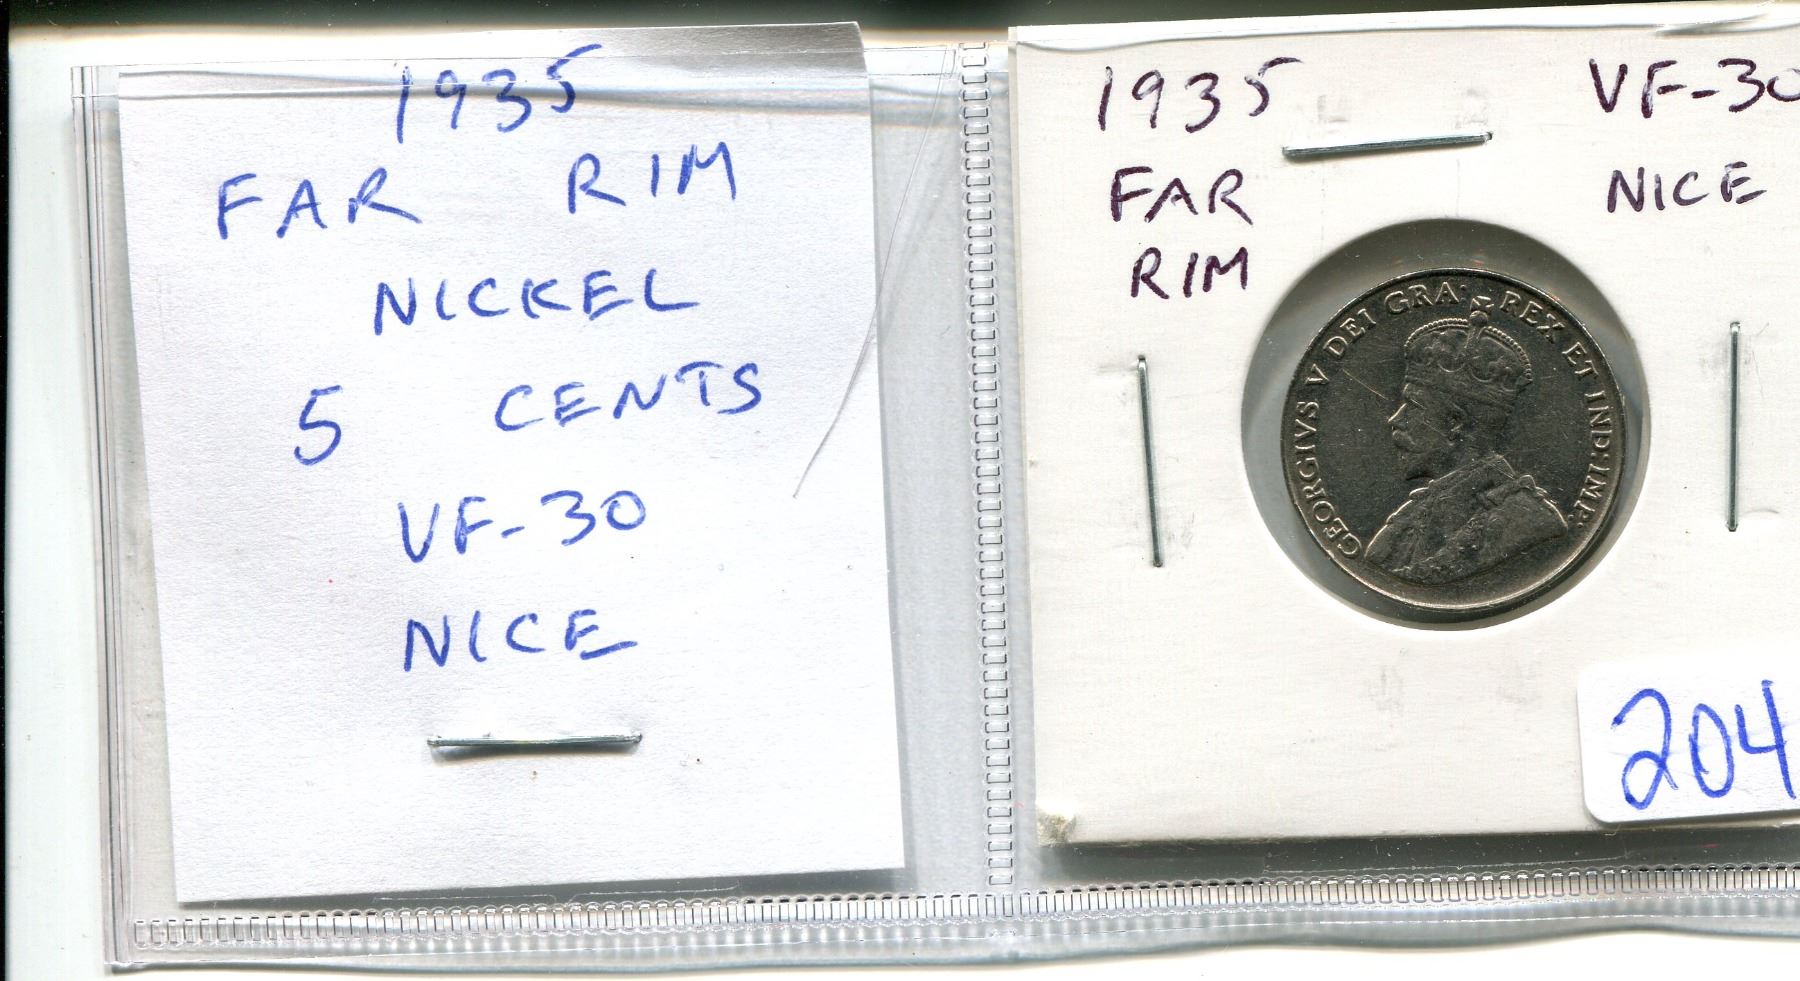 1935
FAR RIM
NICKEL
5 CENTS
VF-30
NICE
1935
FAR
RIM
VF-30
NICE
GEORGIVS V DEI GRA: REX ET IND: IMP:
204